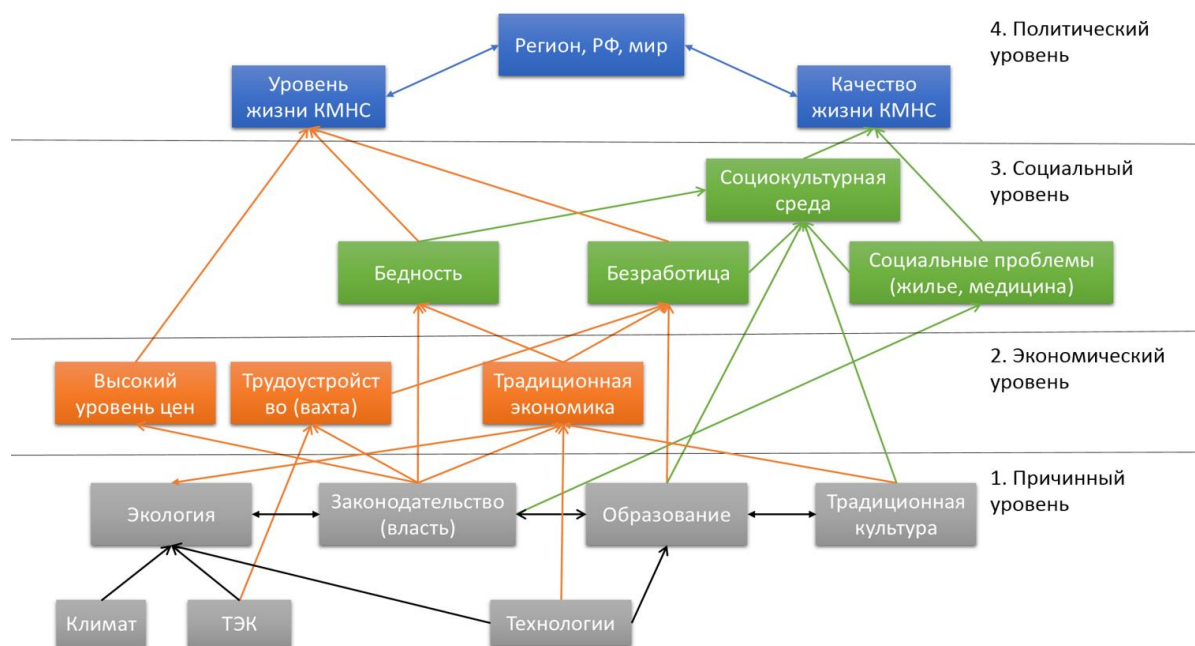 4. Политический
уровень
Регион, РФ, мир
Уровень
жизни КМНС
Качество
жизни КМНС
3. Социальный
уровень
Социокультурная
среда
Бедность
Безработица
Социальные проблемы
(жилье, медицина)
2. Экономический
уровень
Высокий
уровень цен
Трудоустройст
во (вахта)
Традиционная
экономика
1. Причинный
уровень
Экология
Законодательство
(власть)
Образование
Традиционная
культура
Климат
ТЭК
Технологии